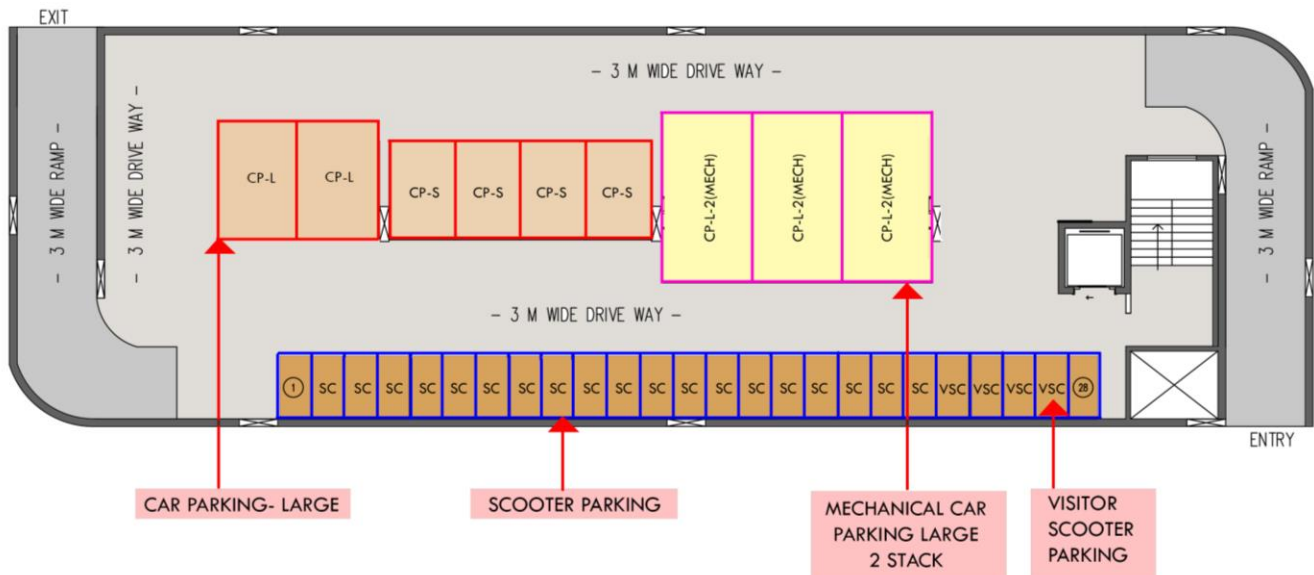 EXIT
- 3 M WIDE DRIVE WAY -
- 3 M WIDE RAMP -
- 3 M WIDE DRIVE WAY -
CP-L
CP-L
CP-S
CP-S
CP-S
CP-S
CP-L-2(MECH)
CP-L-2(MECH)
CP-L-2(MECH)
- 3 M WIDE RAMP -
- 3 M WIDE DRIVE WAY -
1 SC SC SC SC SC SC SC SC SC SC SC SC SC SC SC SC SC SC SC VSC VSC VSC VSC 28
ENTRY
CAR PARKING- LARGE
SCOOTER PARKING
MECHANICAL CAR
PARKING LARGE
2 STACK
VISITOR
SCOOTER
PARKING